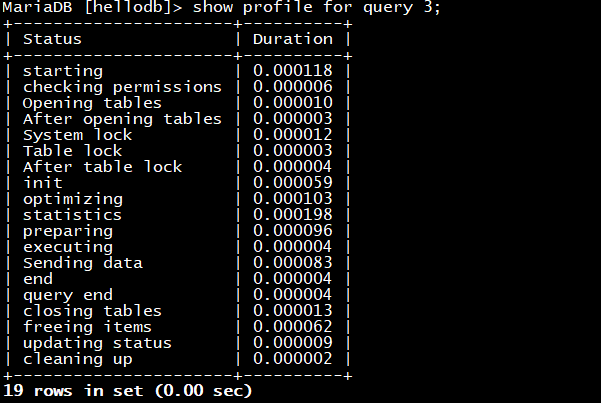 MariaDB [hellodb]> show profile for query 3;
+----------------------+----------+
| Status               | Duration |
+----------------------+----------+
| starting             | 0.000118 |
| checking permissions | 0.000006 |
| Opening tables       | 0.000010 |
| After opening tables | 0.000003 |
| System lock          | 0.000012 |
| Table lock           | 0.000003 |
| After table lock     | 0.000004 |
| init                 | 0.000059 |
| optimizing           | 0.000103 |
| statistics           | 0.000198 |
| preparing            | 0.000096 |
| executing            | 0.000004 |
| Sending data         | 0.000083 |
| end                  | 0.000004 |
| query end            | 0.000004 |
| closing tables       | 0.000013 |
| freeing items        | 0.000062 |
| updating status      | 0.000009 |
| cleaning up          | 0.000002 |
+----------------------+----------+
19 rows in set (0.00 sec)